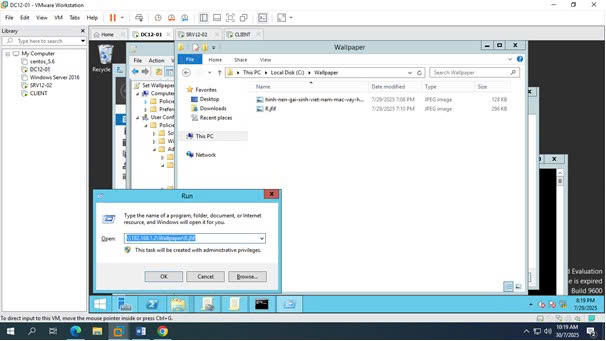 DC12-01 - VMware Workstation
File Edit View VM Tabs Help
Library
Type here to search
My Computer
centos_5.6
DC12-01
Windows Server 2016
SRV12-02
CLIENT
Home DC12-01 SRV12-02 CLIENT
Recycle
File Action
Set Wallpaper
Computer
Policie
Prefere
User Confi
Policie
So
Wi
Ad
Wallpaper
File Home Share View
This PC Local Disk (C:) Wallpaper
Search Wallpaper
Favorites
Desktop
Downloads
Recent places
This PC
Network
Name Date modified Type Size
hinh-nen-gai-xinh-viet-nam-mac-vay-h... 7/29/2025 7:08 PM JPEG image 128 KB
R.jfif 7/29/2025 7:10 PM JPEG image 296 KB
Run
Type the name of a program, folder, document, or Internet
resource, and Windows will open it for you.
Open: \\192.168.1.2\Wallpaper\R.jfif
This task will be created with administrative privileges.
OK Cancel Browse...
d Evaluation
e is expired
Build 9600
8:19 PM
7/29/2025
To direct input to this VM, move the mouse pointer inside or press Ctrl+G.
10:19 AM
30/7/2025